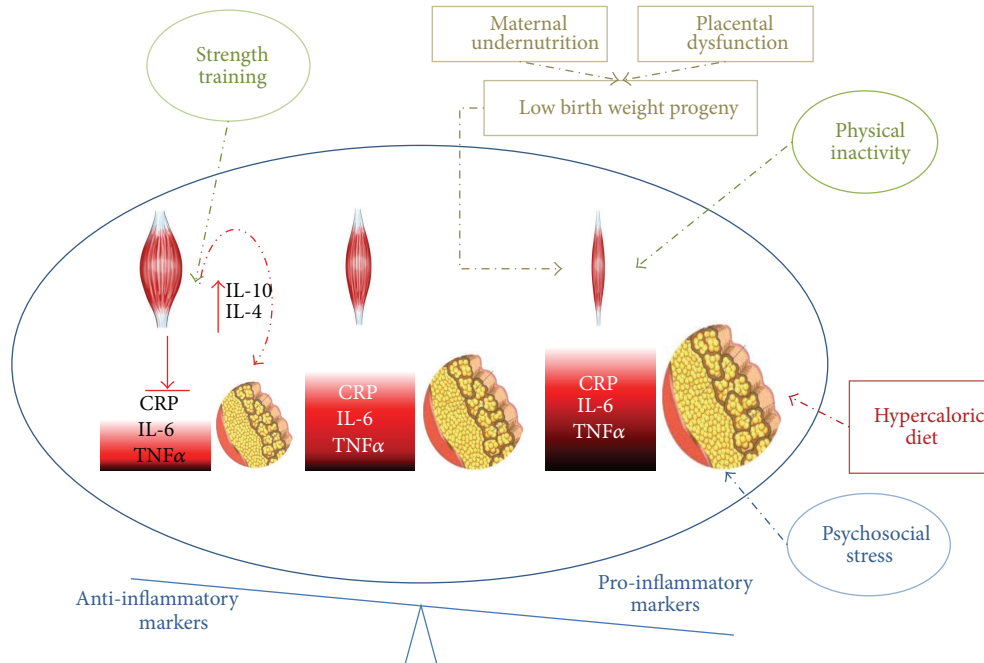 Maternal
undernutrition
Placental
dysfunction
Strength
training
Low birth weight progeny
Physical
inactivity
IL-10
IL-4
CRP
IL-6
TNFα
CRP
IL-6
TNFα
CRP
IL-6
TNFα
Hypercaloric
diet
Psychosocial
stress
Anti-inflammatory
markers
Pro-inflammatory
markers